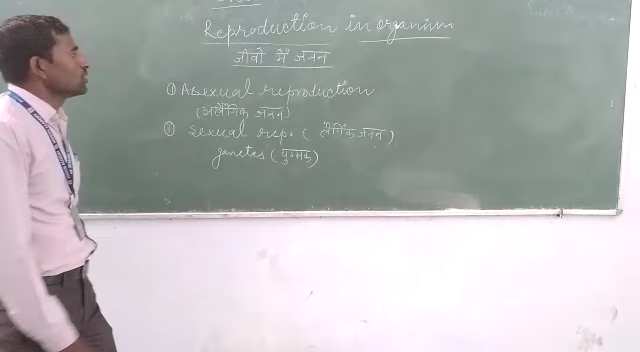 Reproduction in organism
जीवों में जनन
① Asexual reproduction
(अलैंगिक जनन)
① Sexual rep. (लैंगिक जनन)
gametes (युग्मक)